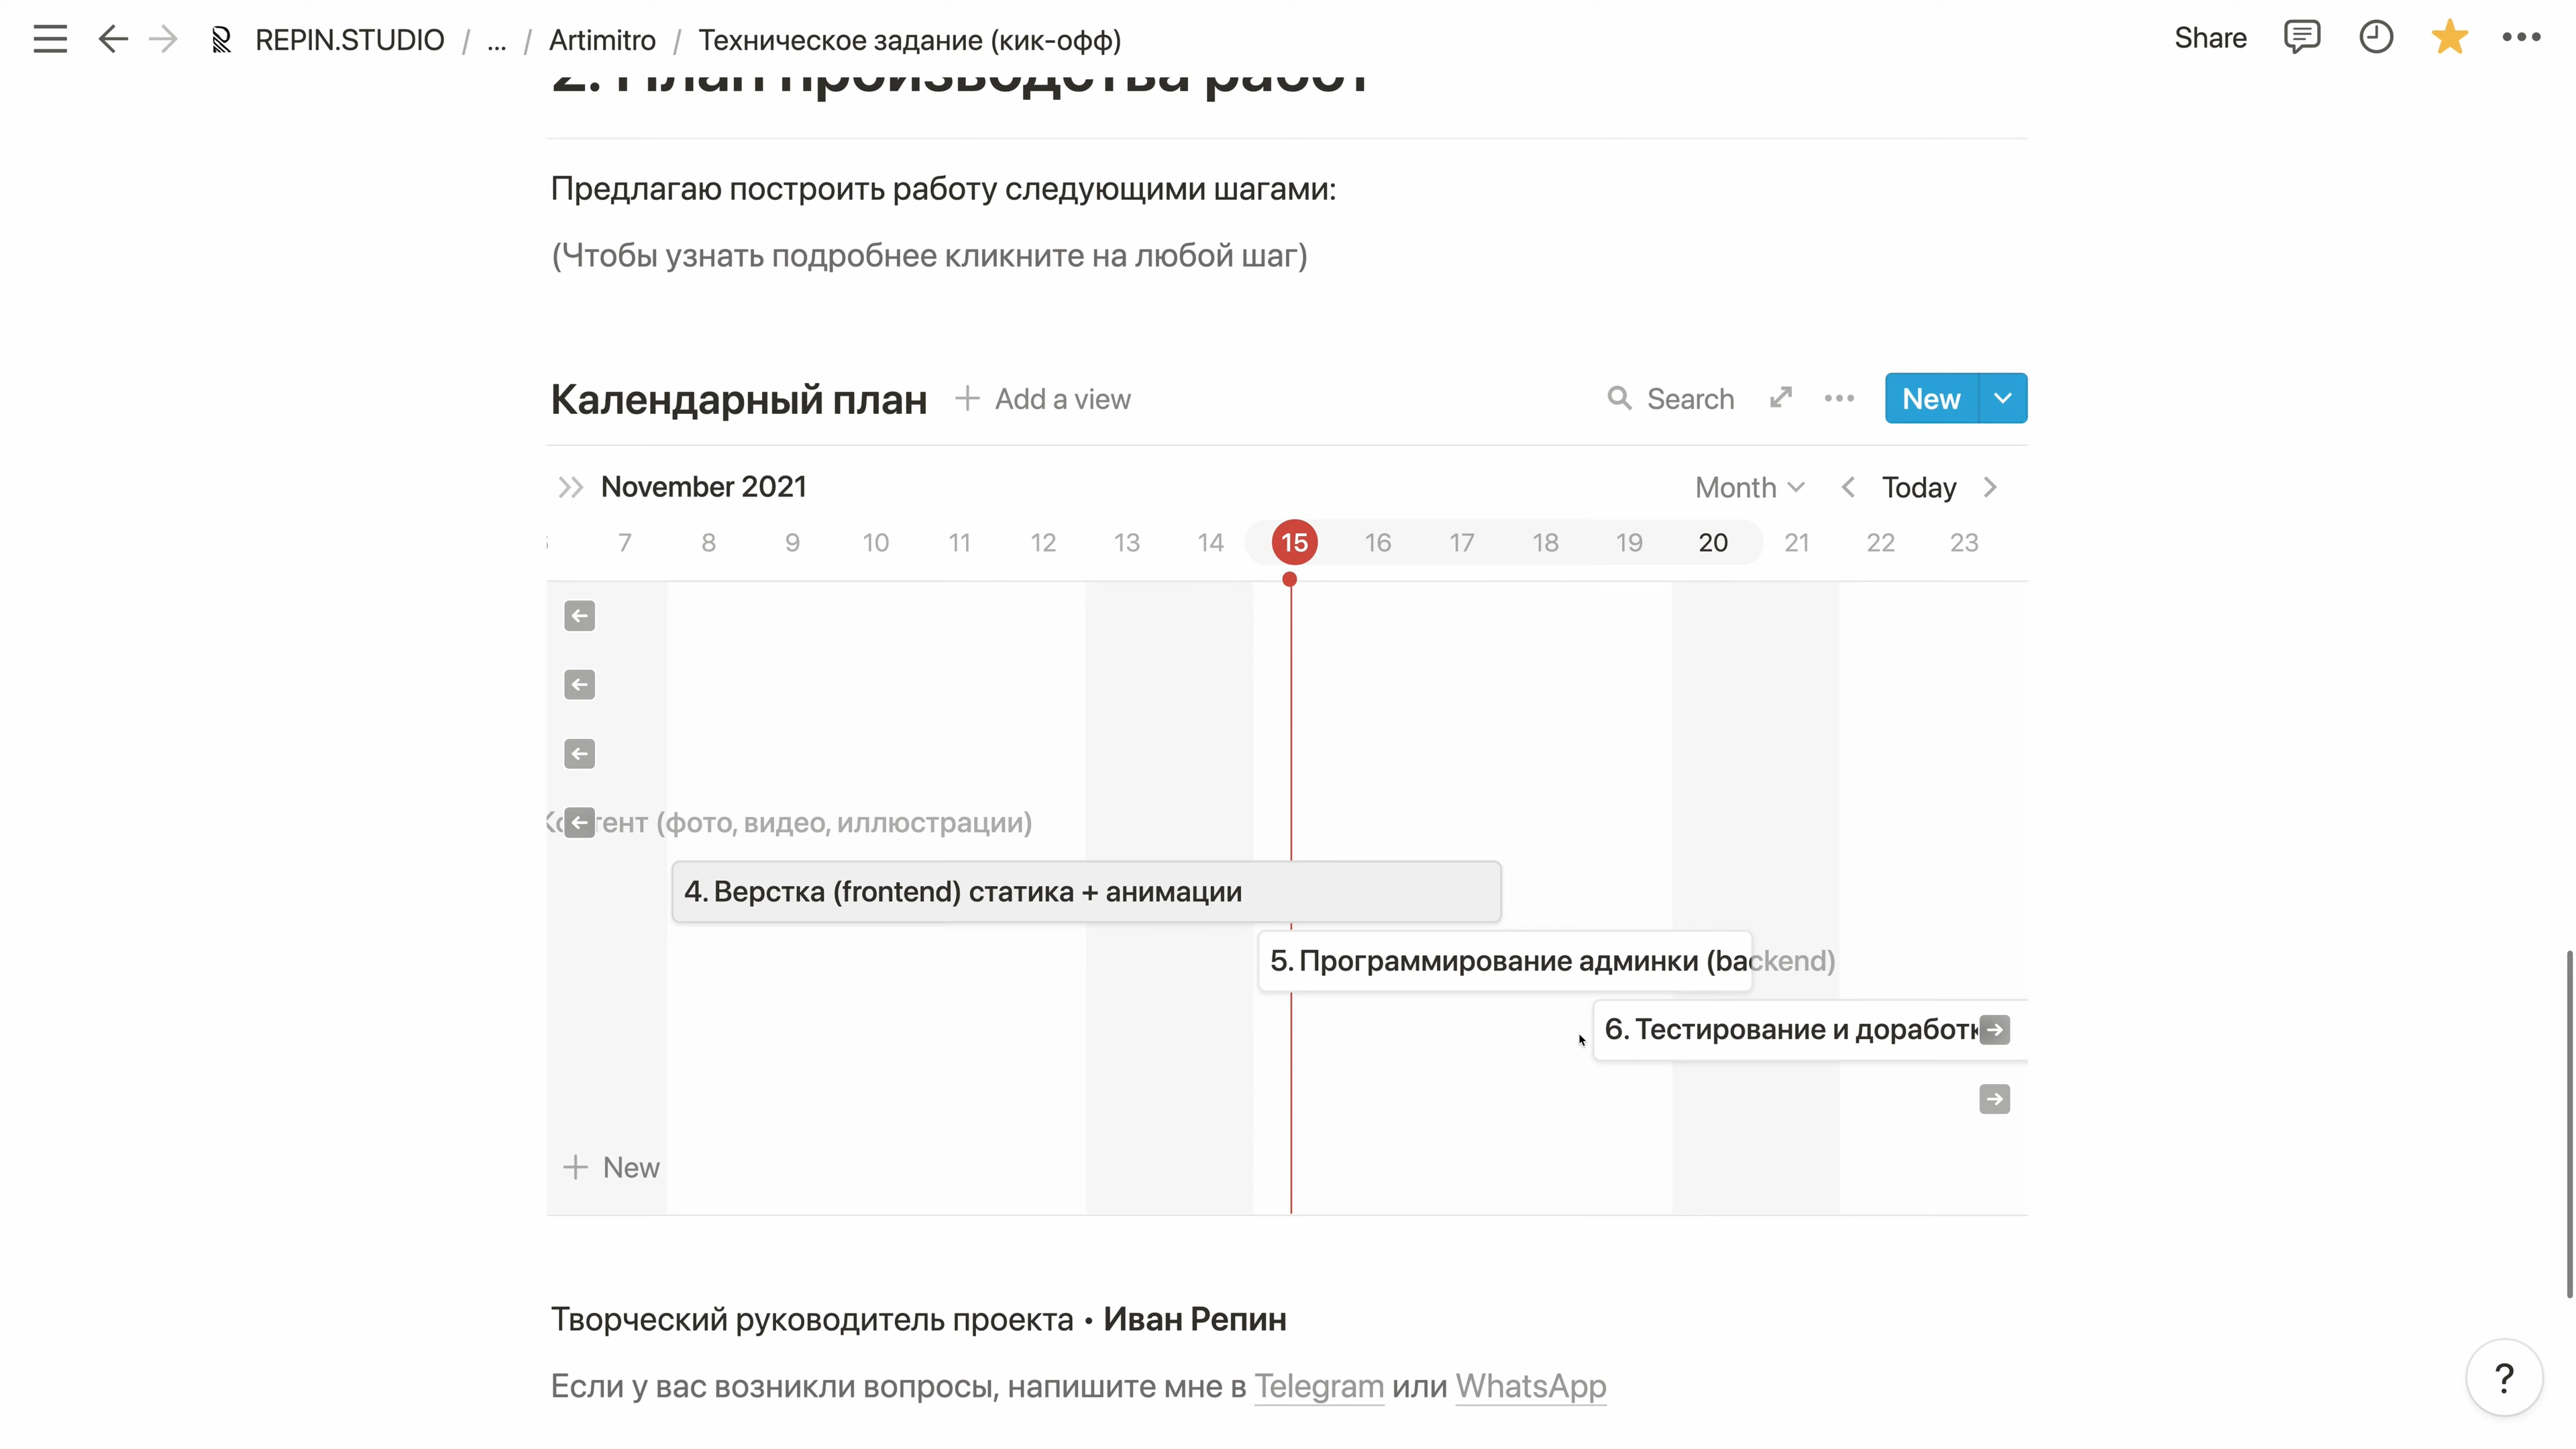 REPIN.STUDIO / ... / Artimitro / Техническое задание (кик-офф)
Share
2. План производства работ
Предлагаю построить работу следующими шагами:
(Чтобы узнать подробнее кликните на любой шаг)
Календарный план + Add a view Search New
November 2021 Month Today
7 8 9 10 11 12 13 14 15 16 17 18 19 20 21 22 23
(фото, видео, иллюстрации)
4. Верстка (frontend) статика + анимации
5. Программирование админки (backend)
6. Тестирование и доработк
+ New
Творческий руководитель проекта • Иван Репин
Если у вас возникли вопросы, напишите мне в Telegram или WhatsApp
?